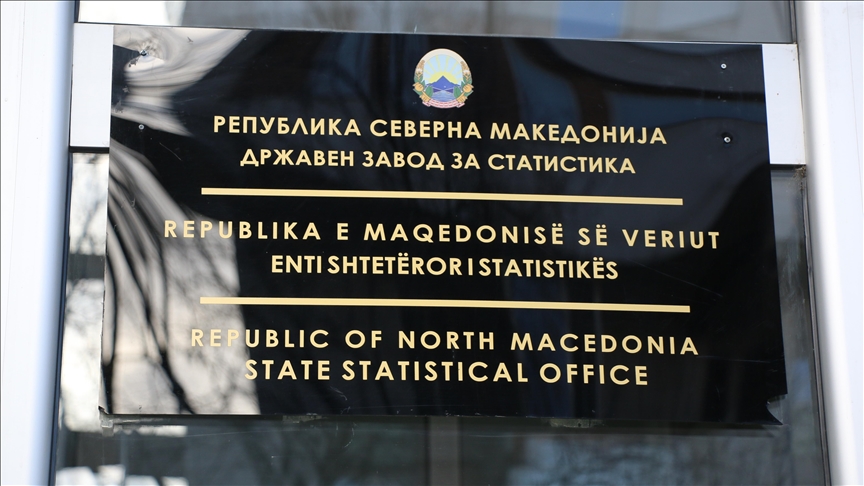 РЕПУБЛИКА СЕВЕРНА МАКЕДОНИЈА
ДРЖАВЕН ЗАВОД ЗА СТАТИСТИКА
REPUBLIKA E MAQEDONISË SË VERIUT
ENTI SHTETËROR I STATISTIKËS
REPUBLIC OF NORTH MACEDONIA
STATE STATISTICAL OFFICE